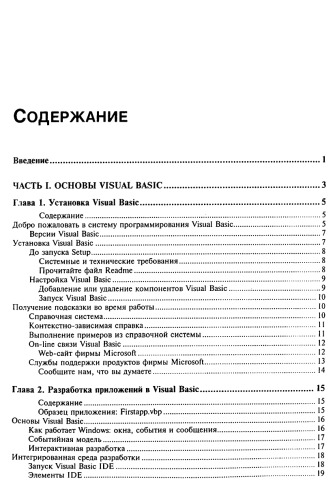 СОДЕРЖАНИЕ
Введение 1
ЧАСТЬ I. ОСНОВЫ VISUAL BASIC 3
Глава 1. Установка Visual Basic 5
Содержание 5
Добро пожаловать в систему программирования Visual Basic 5
Версии Visual Basic 7
Установка Visual Basic 7
До запуска Setup 8
Системные и технические требования 8
Прочитайте файл Readme 8
Настройка Visual Basic 9
Добавление или удаление компонентов Visual Basic 9
Запуск Visual Basic 10
Получение подсказки во время работы 10
Справочная система 10
Контекстно-зависимая справка 11
Выполнение примеров из справочной системы 11
On-line связи Visual Basic 12
Web-сайт фирмы Microsoft 12
Службы поддержки продуктов фирмы Microsoft 13
Сообщите нам, что вы думаете 14
Глава 2. Разработка приложений в Visual Basic 15
Содержание 15
Образец приложения: Firstapp.vbp 15
Основы Visual Basic 16
Как работает Windows: окна, события и сообщения 16
Событийная модель 17
Интерактивная разработка 17
Интегрированная среда разработки 18
Запуск Visual Basic IDE 18
Элементы IDE 19